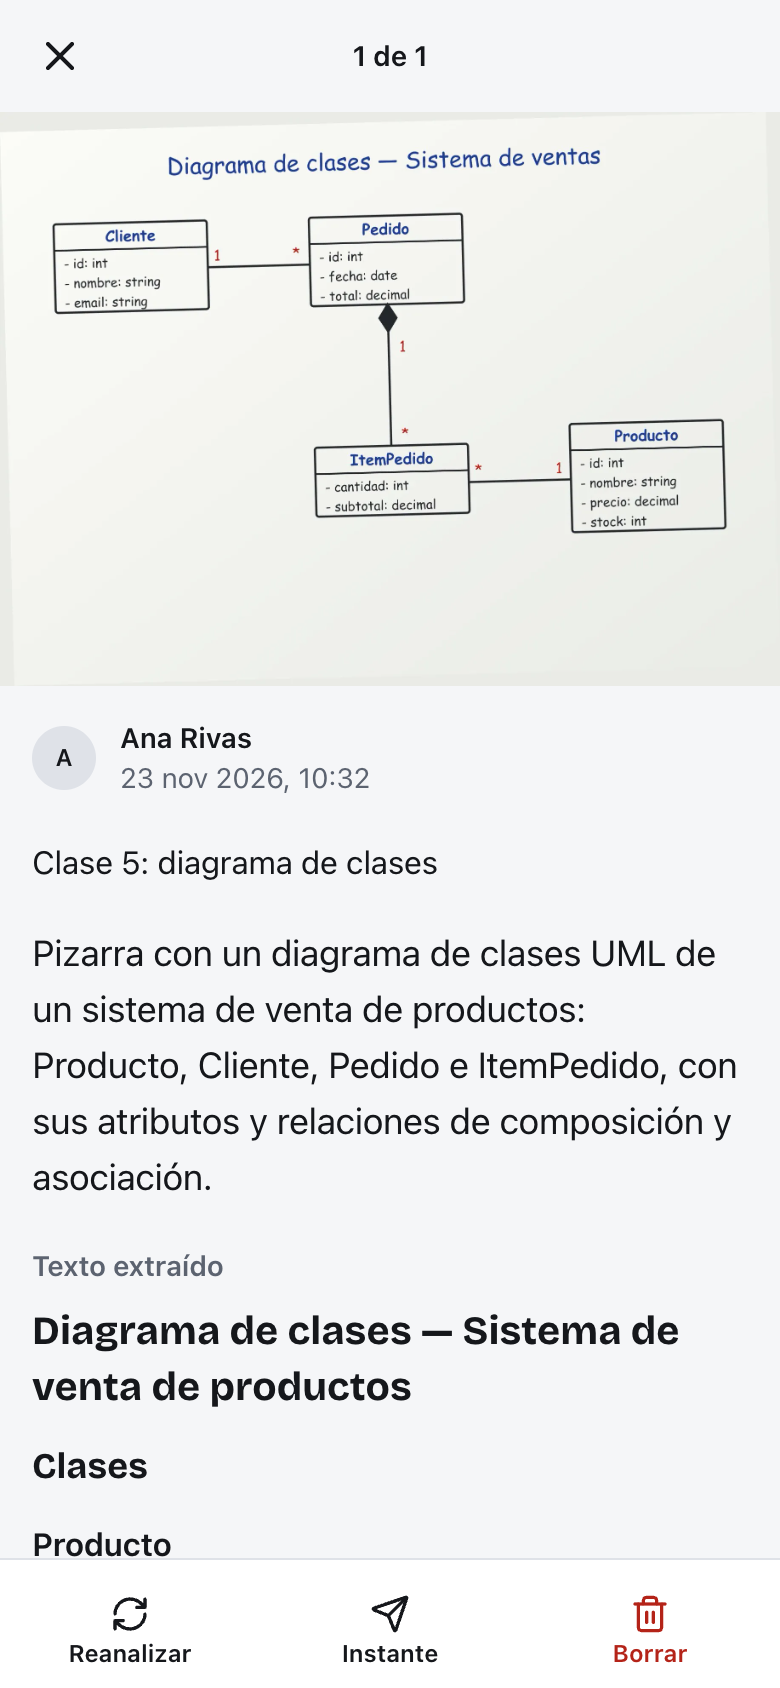 1 de 1
Diagrama de clases — Sistema de ventas
Cliente
- id: int
- nombre: string
- email: string
1
*
Pedido
- id: int
- fecha: date
- total: decimal
1
*
ItemPedido
- cantidad: int
- subtotal: decimal
*
1
Producto
- id: int
- nombre: string
- precio: decimal
- stock: int
A
Ana Rivas
23 nov 2026, 10:32
Clase 5: diagrama de clases
Pizarra con un diagrama de clases UML de
un sistema de venta de productos:
Producto, Cliente, Pedido e ItemPedido, con
sus atributos y relaciones de composición y
asociación.
Texto extraído
Diagrama de clases — Sistema de
venta de productos
Clases
Producto
Reanalizar
Instante
Borrar